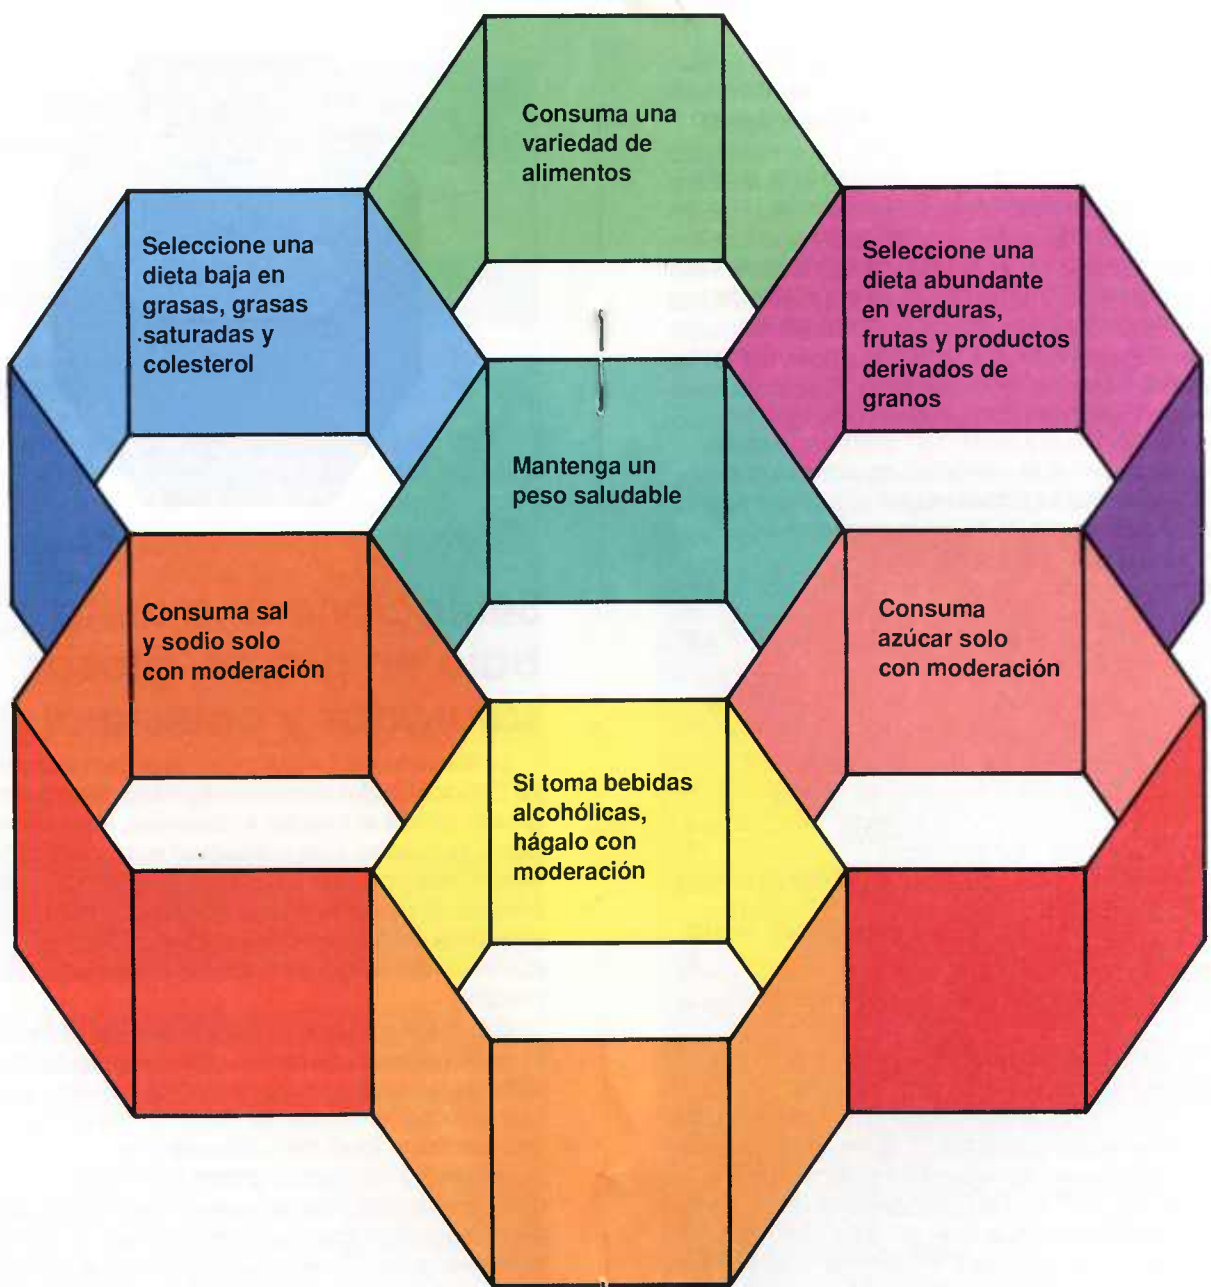 Consuma una
variedad de
alimentos
Seleccione una
dieta baja en
grasas, grasas
saturadas y
colesterol
Seleccione una
dieta abundante
en verduras,
frutas y productos
derivados de
granos
Mantenga un
peso saludable
Consuma sal
y sodio solo
con moderación
Consuma
azúcar solo
con moderación
Si toma bebidas
alcohólicas,
hágalo con
moderación